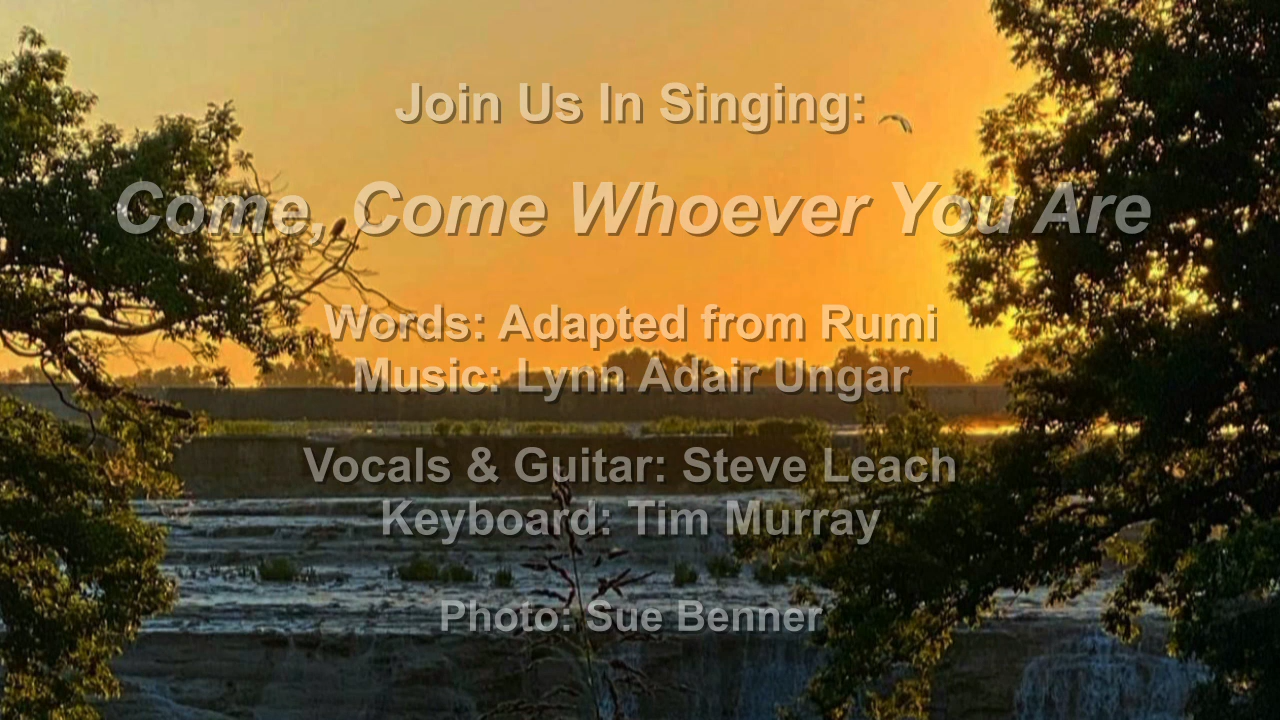 Join Us In Singing:
Come, Come Whoever You Are
Words: Adapted from Rumi
Music: Lynn Adair Ungar
Vocals & Guitar: Steve Leach
Keyboard: Tim Murray
Photo: Sue Benner